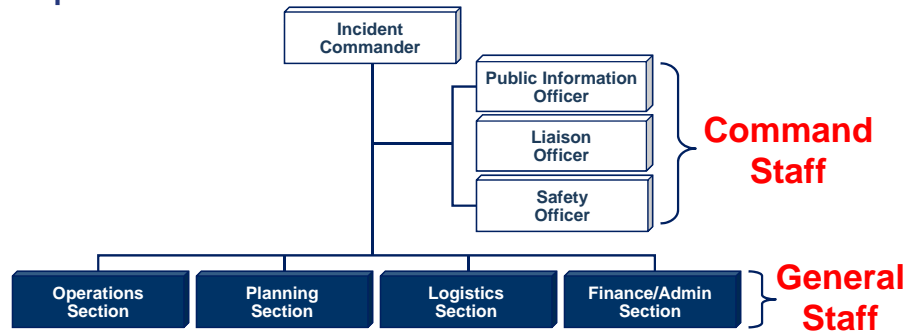 Incident
Commander
Public Information
Officer
Liaison
Officer
Safety
Officer
Command
Staff
Operations
Section
Planning
Section
Logistics
Section
Finance/Admin
Section
General
Staff